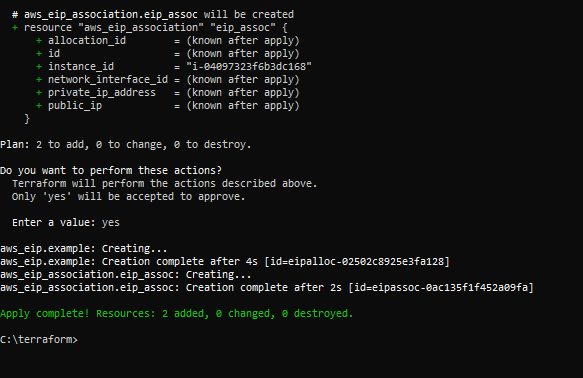 # aws_eip_association.eip_assoc will be created
+ resource "aws_eip_association" "eip_assoc" {
+ allocation_id = (known after apply)
+ id = (known after apply)
+ instance_id = "i-04097323f6b3dc168"
+ network_interface_id = (known after apply)
+ private_ip_address = (known after apply)
+ public_ip = (known after apply)
}
Plan: 2 to add, 0 to change, 0 to destroy.
Do you want to perform these actions?
Terraform will perform the actions described above.
Only 'yes' will be accepted to approve.
Enter a value: yes
aws_eip.example: Creating...
aws_eip.example: Creation complete after 4s [id=eipalloc-02502c8925e3fa128]
aws_eip_association.eip_assoc: Creating...
aws_eip_association.eip_assoc: Creation complete after 2s [id=eipassoc-0ac135f1f452a09fa]
Apply complete! Resources: 2 added, 0 changed, 0 destroyed.
C:\terraform>